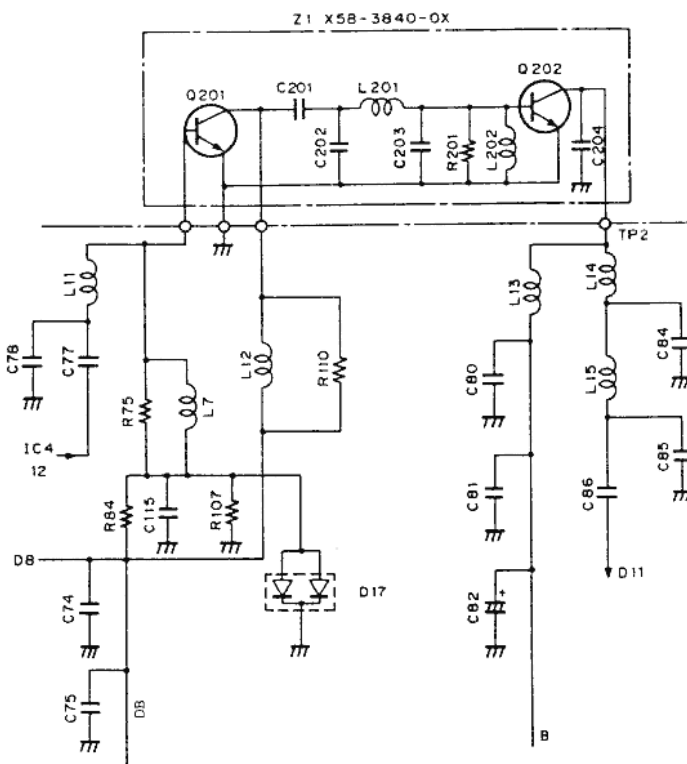 Z1 X58-3840-0X
Q201
C201
L201
Q202
C202
C203
R201
L202
C204
TP2
L11
L13
L14
C78
C77
L12
R110
C80
L15
C84
R75
L7
IC4
12
R84
C115
R107
C81
C86
C85
D8
D17
D11
C74
C82
+
C75
D8
B